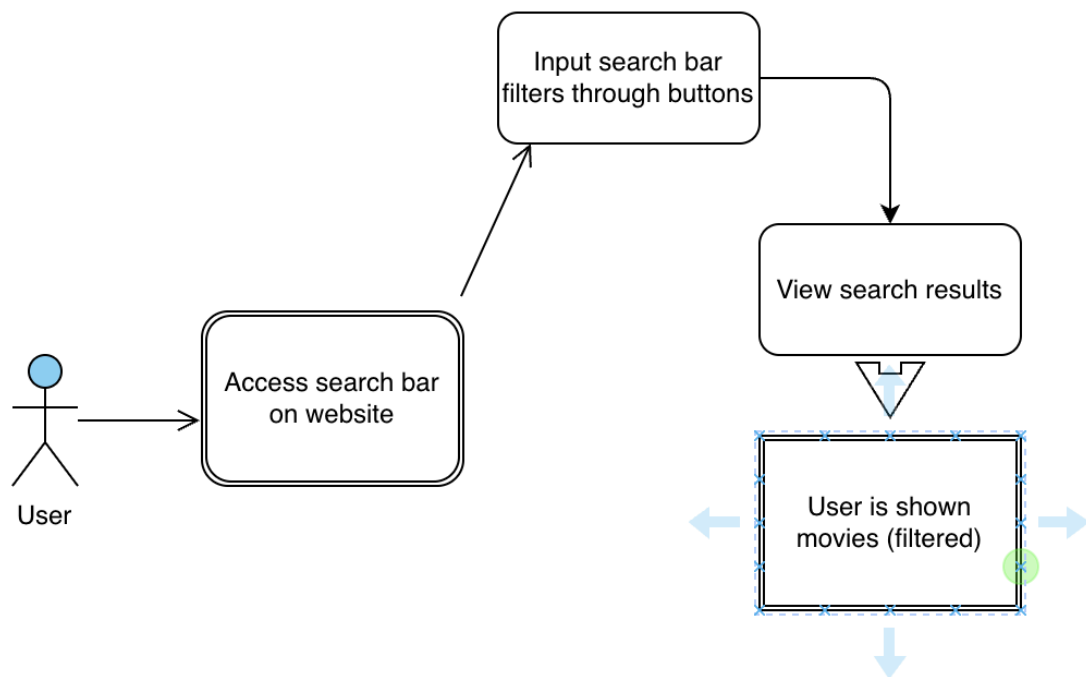 Input search bar
filters through buttons
View search results
Access search bar
on website
User
User is shown
movies (filtered)